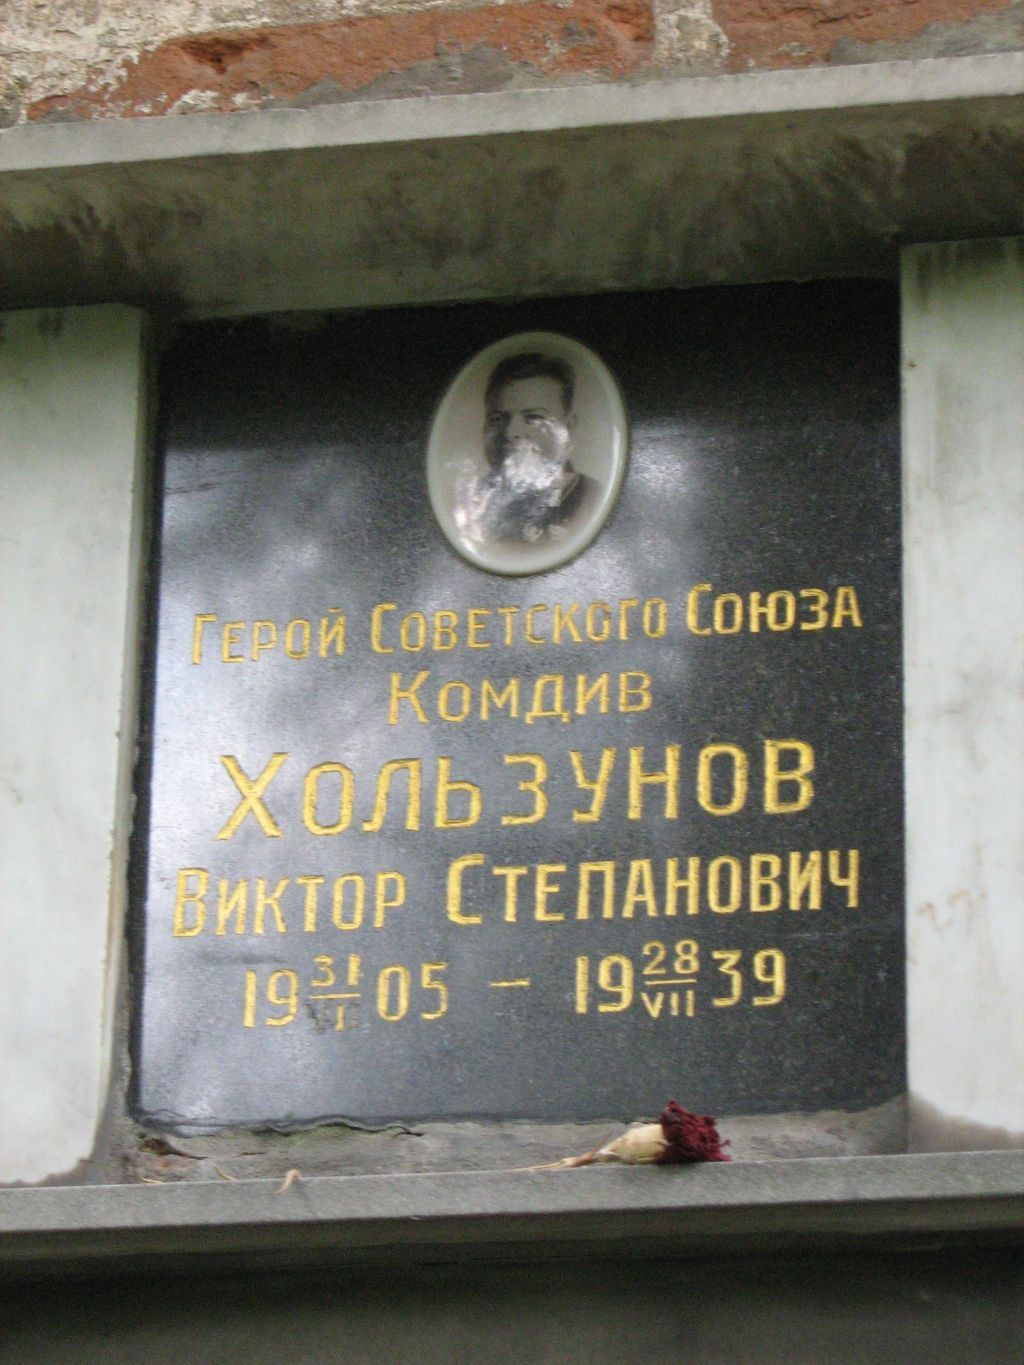 Герой Советского Союза
Комдив
Хользунов
Виктор Степанович
19 31/I 05 – 19 28/VII 39